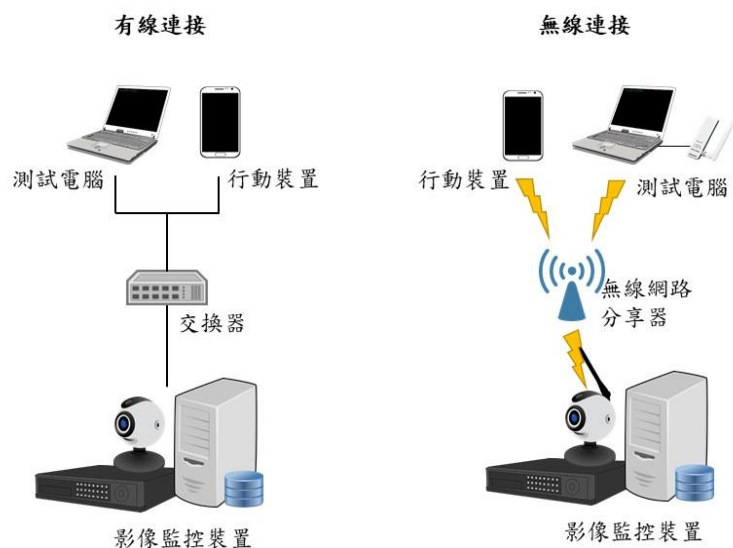 有線連接
測試電腦
行動裝置
交換器
影像監控裝置
無線連接
行動裝置
測試電腦
無線網路
分享器
影像監控裝置